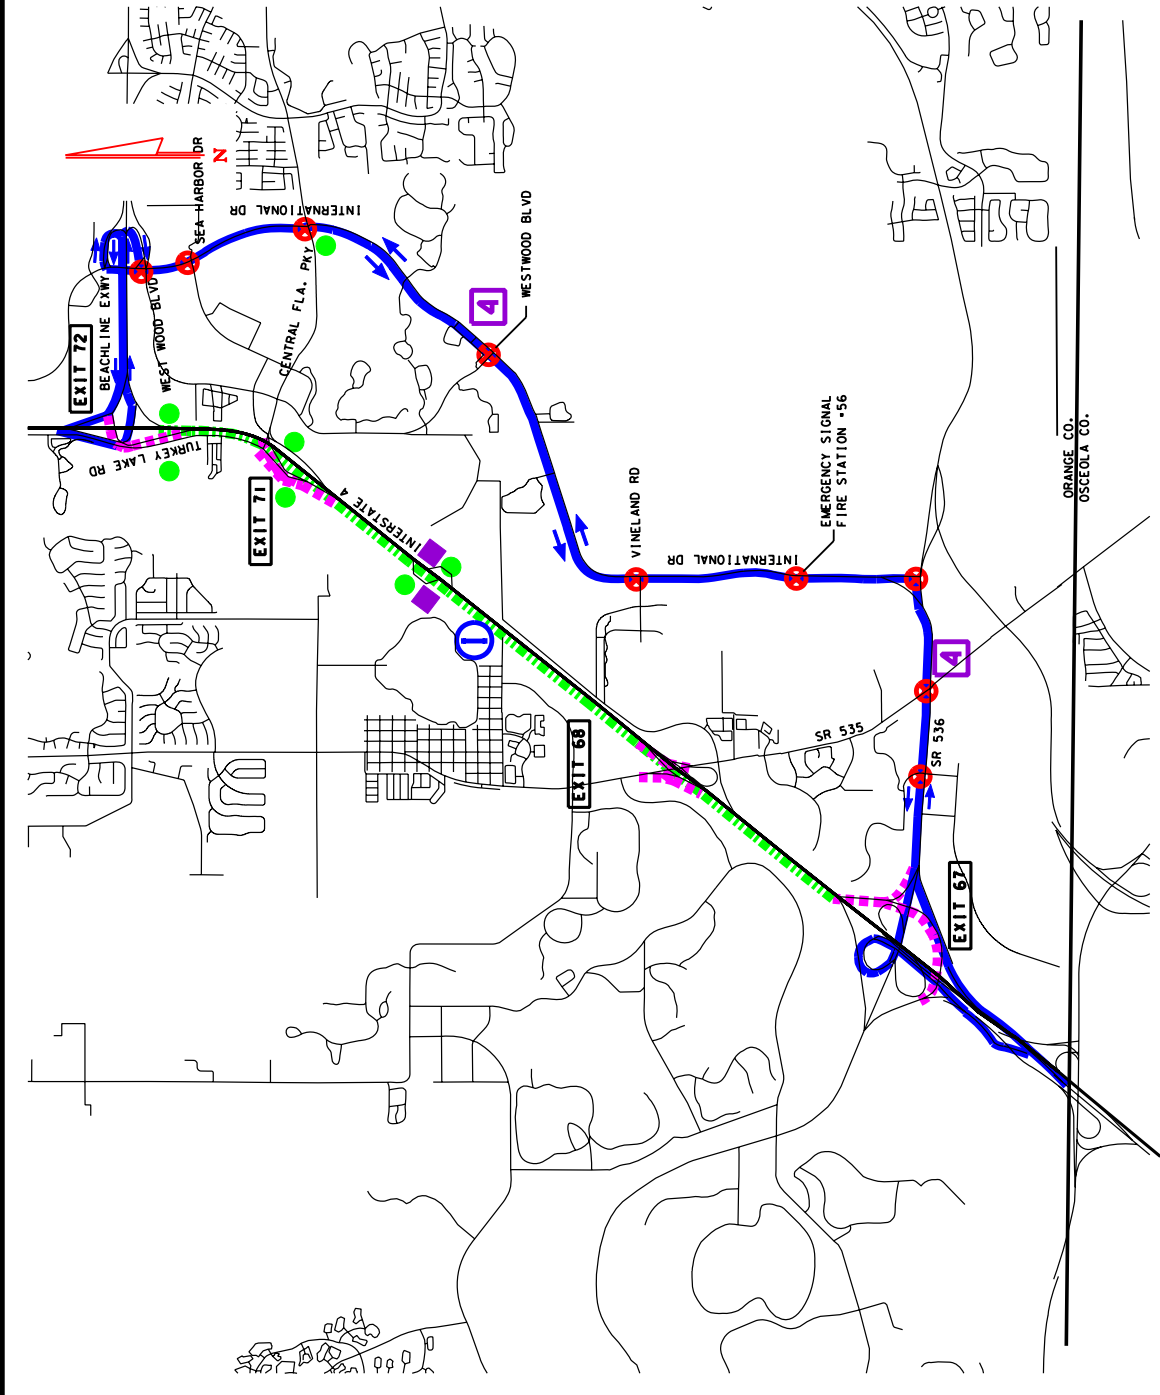 N
SEA HARBOR DR
INTERNATIONAL DR
WESTWOOD BLVD
4
CENTRAL FLA. PKY
BEACHLINE EXWY
WEST WOOD BLVD
EXIT 72
TURKEY LAKE RD
EXIT 71
INTERSTATE 4
VINELAND RD
INTERNATIONAL DR
EMERGENCY SIGNAL
FIRE STATION •56
ORANGE CO.
OSCEOLA CO.
I
4
EXIT 68
SR 535
SR 536
EXIT 67